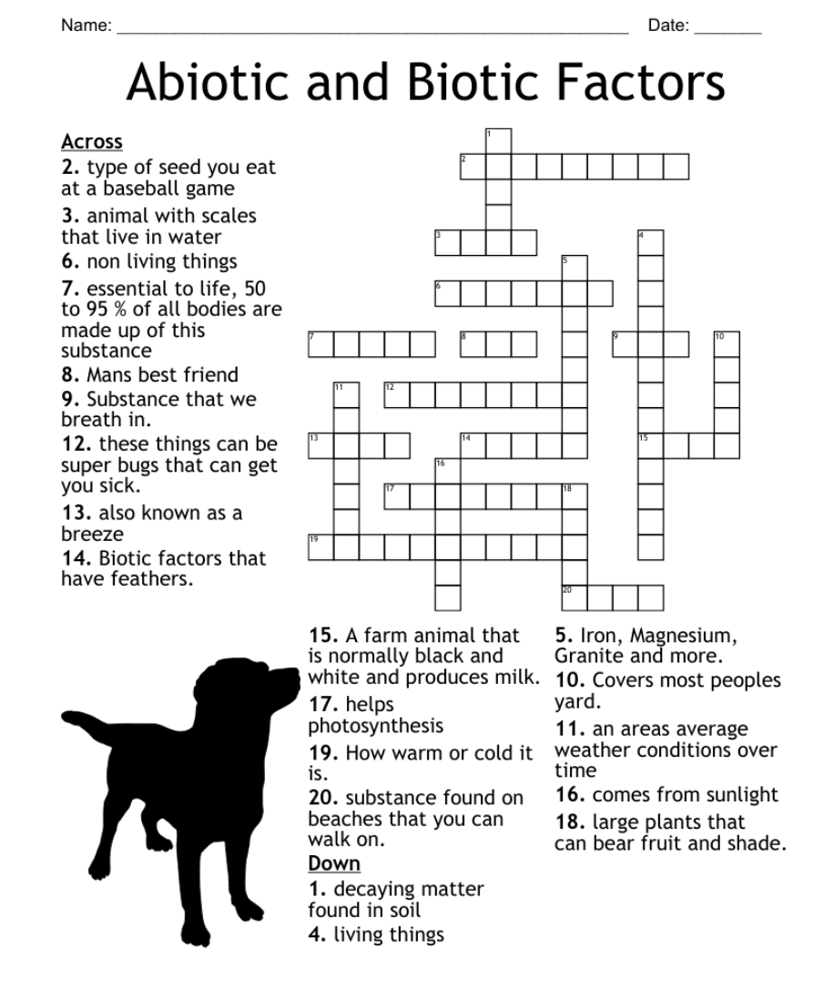 Name: ____________________ Date: _______
Abiotic and Biotic Factors
Across
2. type of seed you eat
at a baseball game
3. animal with scales
that live in water
6. non living things
7. essential to life, 50
to 95 % of all bodies are
made up of this
substance
8. Mans best friend
9. Substance that we
breath in.
12. these things can be
super bugs that can get
you sick.
13. also known as a
breeze
14. Biotic factors that
have feathers.
1
2
3
4
5
6
7
8
9
10
11
12
13
14
15
16
17
18
19
20
15. A farm animal that
is normally black and
white and produces milk.
17. helps
photosynthesis
19. How warm or cold it
is.
20. substance found on
beaches that you can
walk on.
Down
1. decaying matter
found in soil
4. living things
5. Iron, Magnesium,
Granite and more.
10. Covers most peoples
yard.
11. an areas average
weather conditions over
time
16. comes from sunlight
18. large plants that
can bear fruit and shade.